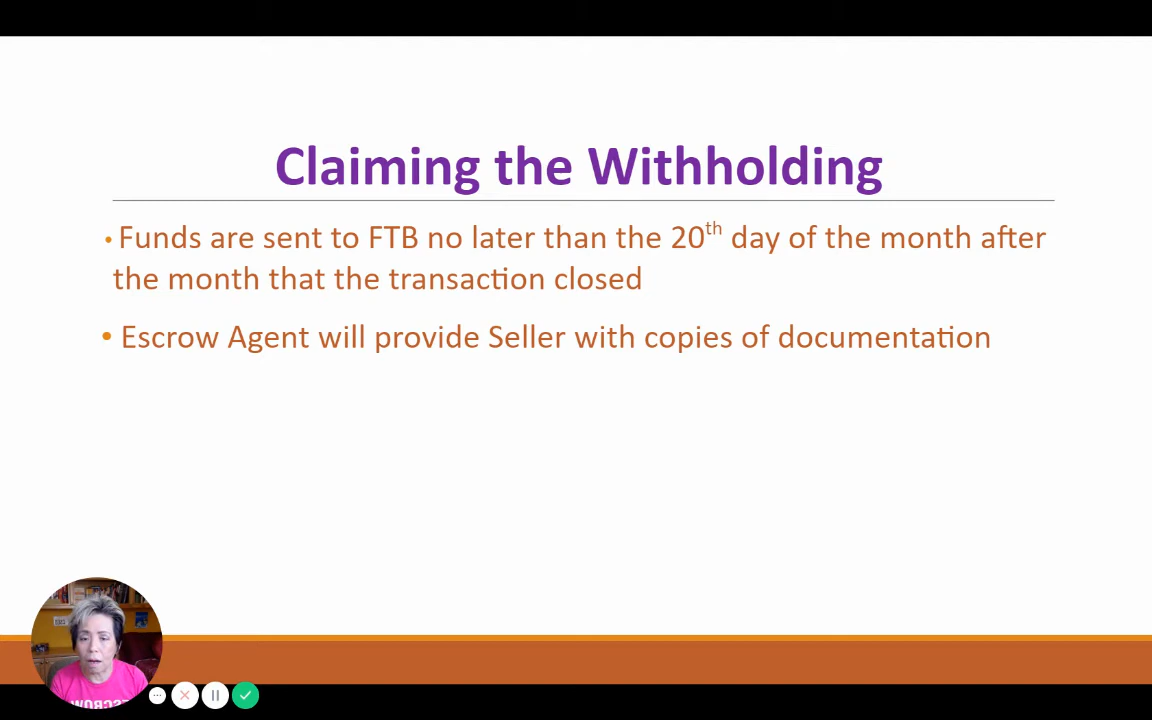 Claiming the Withholding
• Funds are sent to FTB no later than the 20th day of the month after
the month that the transaction closed
• Escrow Agent will provide Seller with copies of documentation